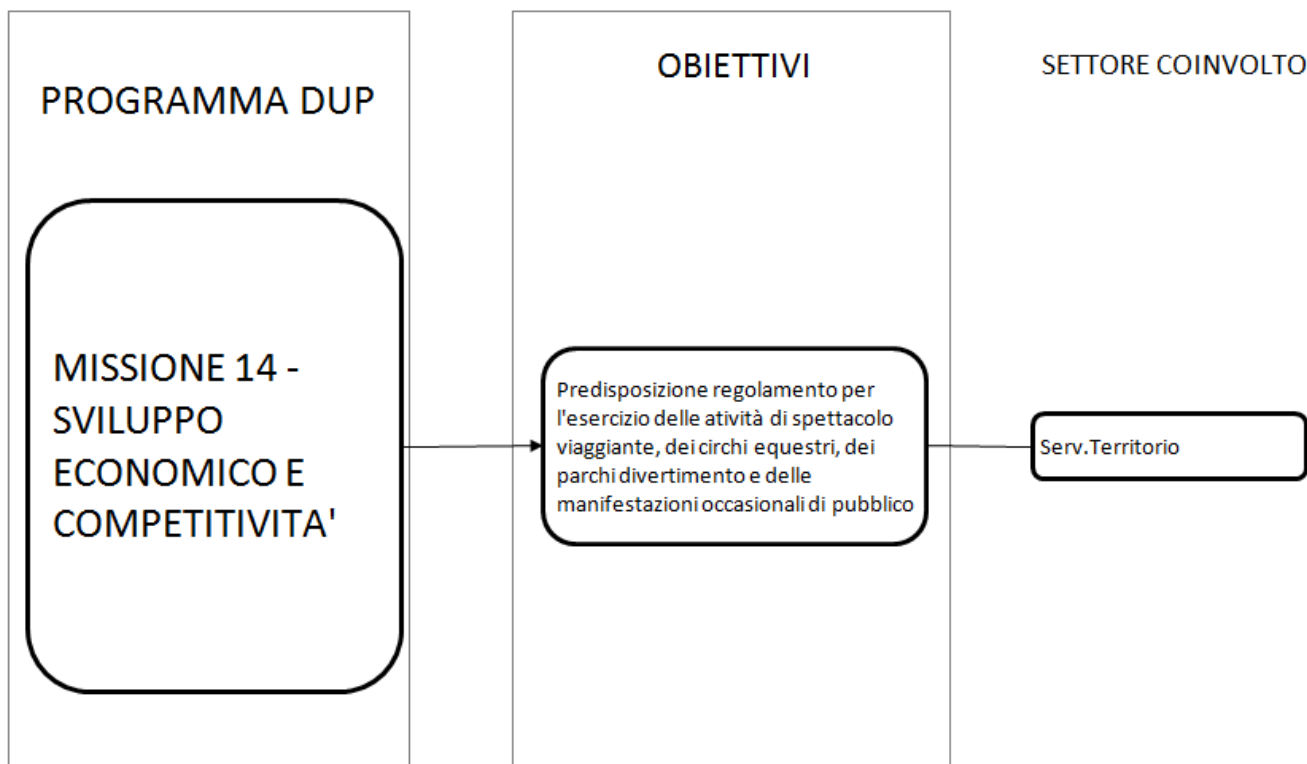 PROGRAMMA DUP
OBIETTIVI
SETTORE COINVOLTO
MISSIONE 14 -
SVILUPPO
ECONOMICO E
COMPETITIVITA'
Predisposizione regolamento per
l'esercizio delle atività di spettacolo
viaggiante, dei circhi equestri, dei
parchi divertimento e delle
manifestazioni occasionali di pubblico
Serv.Territorio